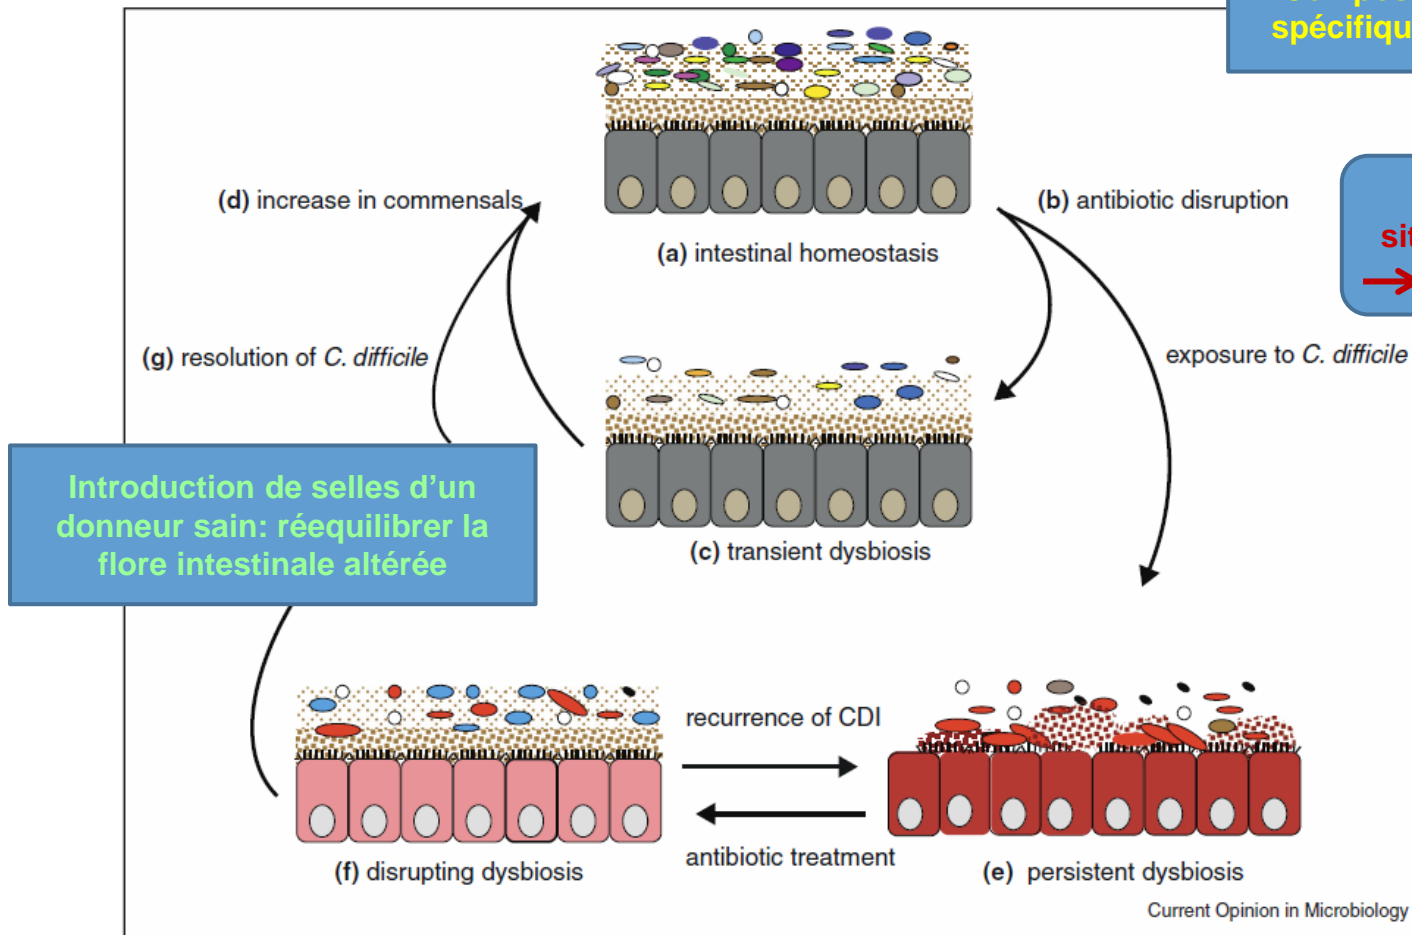 spécifiqu
(d) increase in commensals
(b) antibiotic disruption
(a) intestinal homeostasis
sit
(g) resolution of C. difficile
exposure to C. difficile
Introduction de selles d'un
donneur sain: réequilibrer la
flore intestinale altérée
(c) transient dysbiosis
recurrence of CDI
antibiotic treatment
(f) disrupting dysbiosis
(e) persistent dysbiosis
Current Opinion in Microbiology